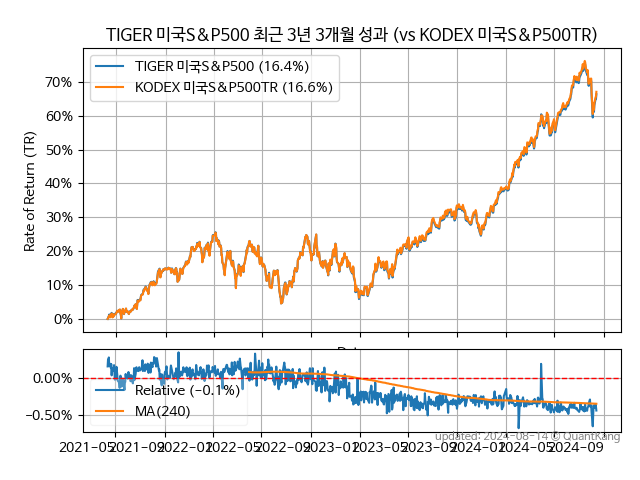 TIGER 미국S&P500 최근 3년 3개월 성과 (vs KODEX 미국S&P500TR)
TIGER 미국S&P500 (16.4%)
KODEX 미국S&P500TR (16.6%)
Rate of Return (TR)
70%
60%
50%
40%
30%
20%
10%
0%
0.00%
−0.50%
Relative (−0.1%)
MA(240)
updated: 2024-08-14 © QuantKang
2021-05 2021-09 2022-01 2022-05 2022-09 2023-01 2023-05 2023-09 2024-01 2024-05 2024-09